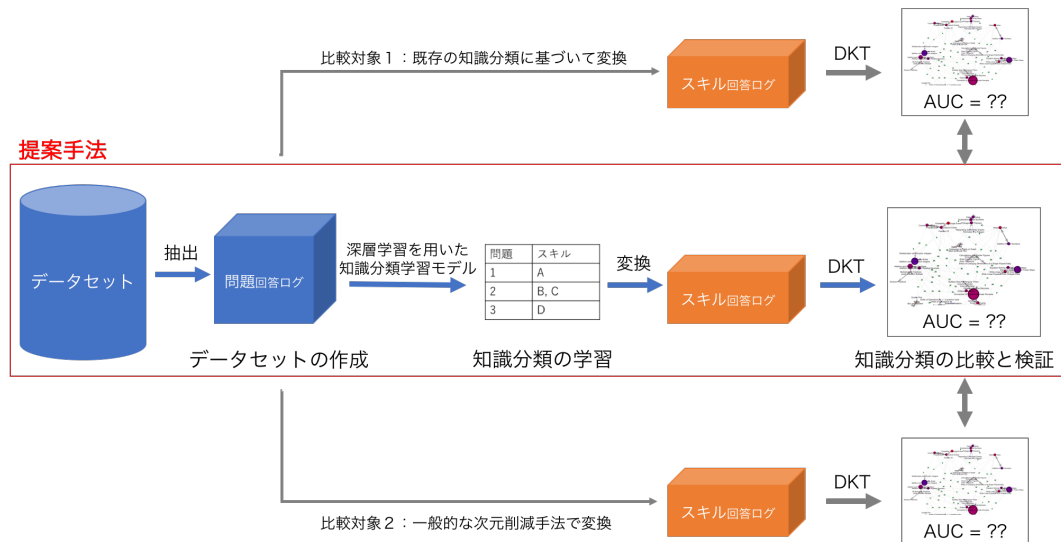 比較対象1：既存の知識分類に基づいて変換
スキル回答ログ
DKT
AUC = ??
提案手法
データセット
抽出
問題回答ログ
深層学習を用いた
知識分類学習モデル
問題 スキル
1 A
2 B, C
3 D
変換
スキル回答ログ
DKT
AUC = ??
データセットの作成
知識分類の学習
知識分類の比較と検証
比較対象2：一般的な次元削減手法で変換
スキル回答ログ
DKT
AUC = ??